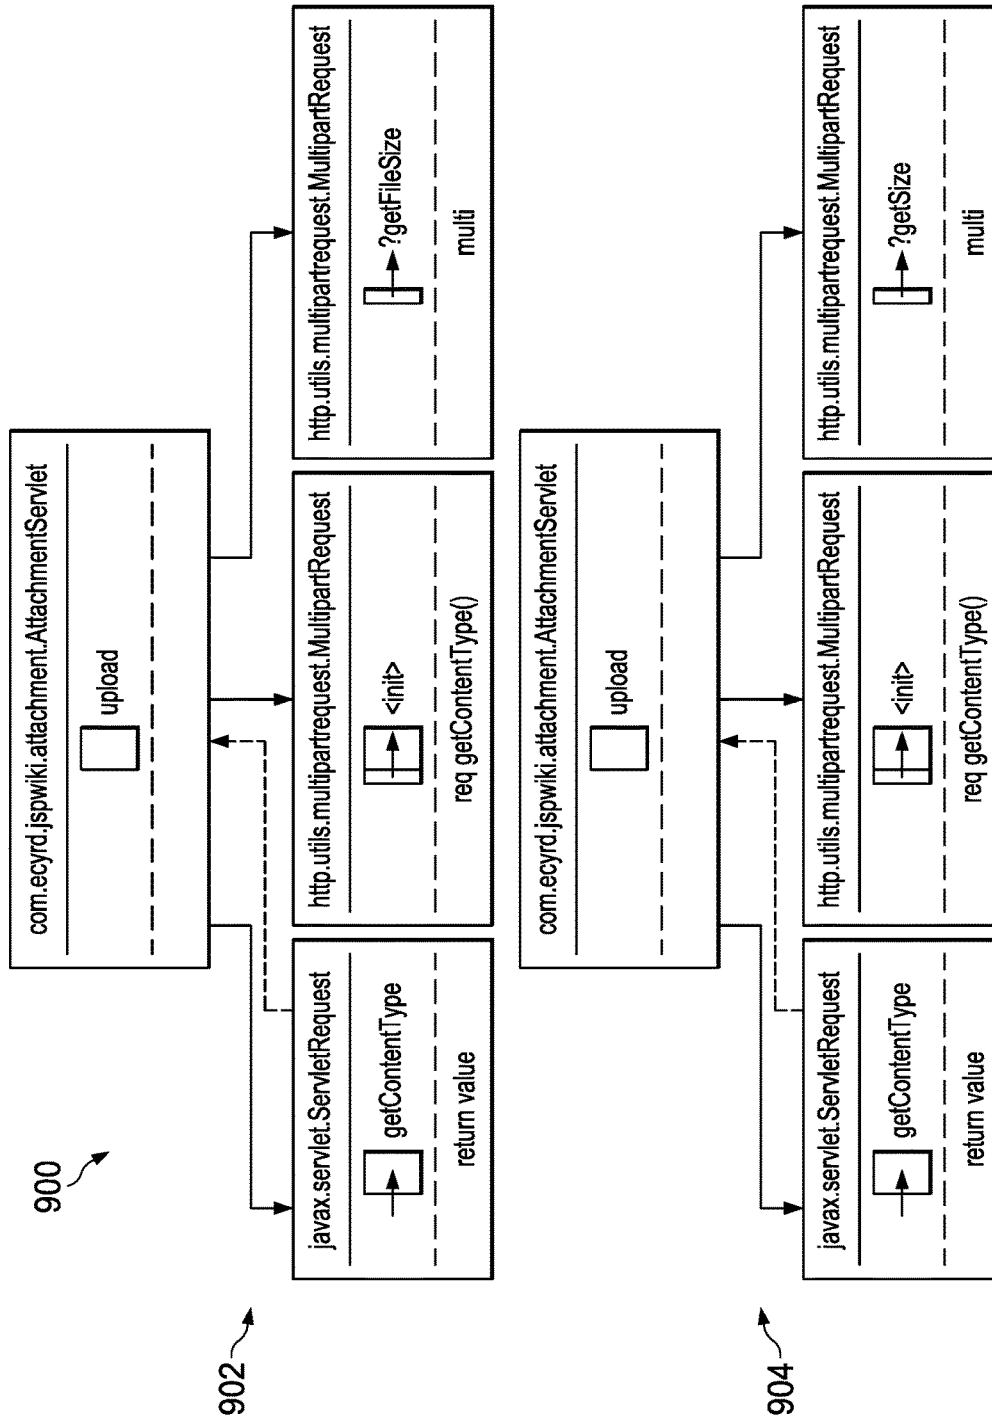 900
902
com.ecyrd.jspwiki.attachment.AttachmentServlet
upload
javax.servlet.ServletRequest
getContentType
return value
http.utils.multipartrequest.MultipartRequest
<init>
req getContentType()
http.utils.multipartrequest.MultipartRequest
?getFileSize
multi
904
com.ecyrd.jspwiki.attachment.AttachmentServlet
upload
javax.servlet.ServletRequest
getContentType
return value
http.utils.multipartrequest.MultipartRequest
<init>
req getContentType()
http.utils.multipartrequest.MultipartRequest
?getSize
multi